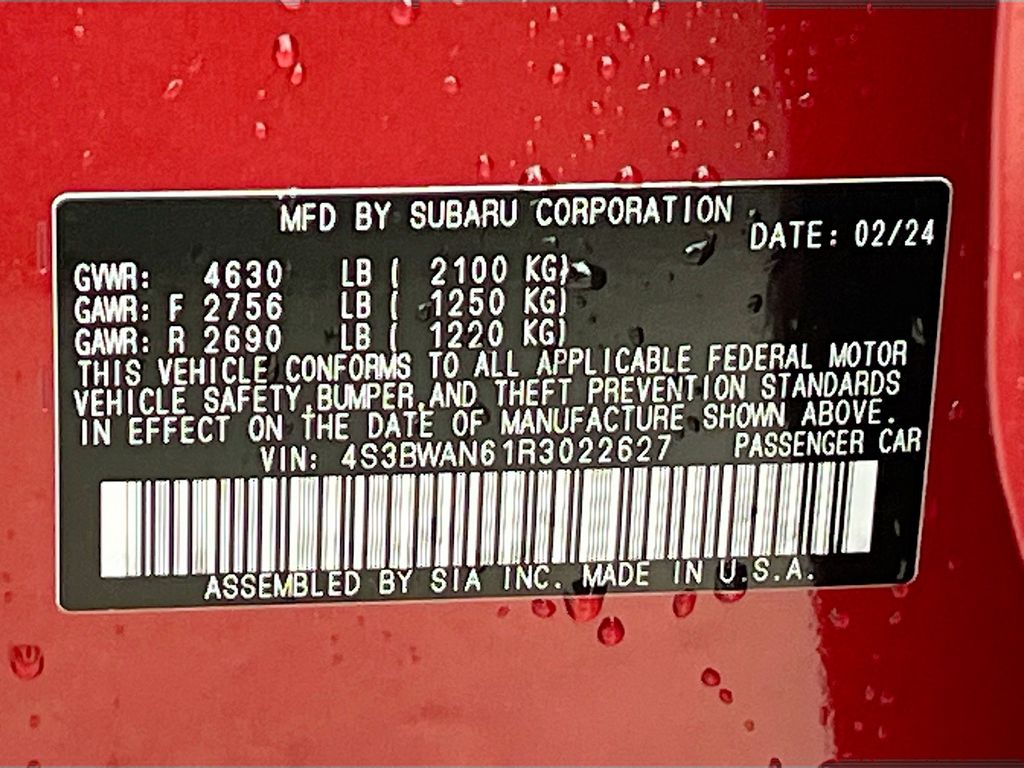 MFD BY SUBARU CORPORATION
DATE: 02/24
GVWR: 4630 LB ( 2100 KG)
GAWR: F 2756 LB ( 1250 KG)
GAWR: R 2690 LB ( 1220 KG)
THIS VEHICLE CONFORMS TO ALL APPLICABLE FEDERAL MOTOR
VEHICLE SAFETY,BUMPER,AND THEFT PREVENTION STANDARDS
IN EFFECT ON THE DATE OF MANUFACTURE SHOWN ABOVE.
VIN: 4S3BWAN61R3022627 PASSENGER CAR
ASSEMBLED BY SIA INC. MADE IN U.S.A.